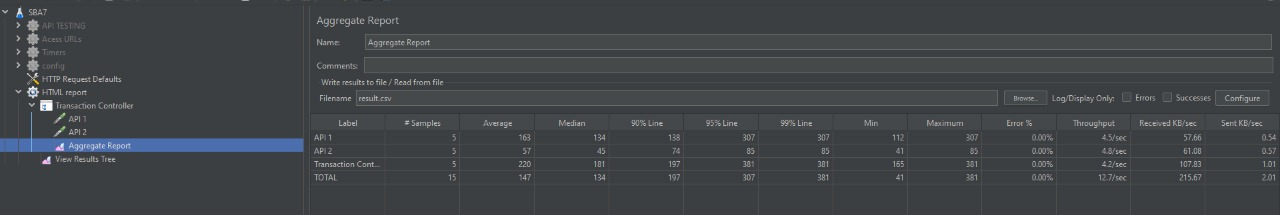 SBA7
API TESTING
Acess URLs
Timers
config
HTTP Request Defaults
HTML report
Transaction Controller
API 1
API 2
Aggregate Report
View Results Tree
Aggregate Report
Name: Aggregate Report
Comments:
Write results to file / Read from file
Filename result.csv Browse... Log/Display Only: Errors Successes Configure
Label # Samples Average Median 90% Line 95% Line 99% Line Min Maximum Error % Throughput Received KB/sec Sent KB/sec
API 1 5 163 134 138 307 307 112 307 0.00% 4.5/sec 57.66 0.54
API 2 5 57 45 74 85 85 41 85 0.00% 4.8/sec 61.08 0.57
Transaction Cont... 5 220 181 197 381 381 165 381 0.00% 4.2/sec 107.83 1.01
TOTAL 15 147 134 197 307 381 41 381 0.00% 12.7/sec 215.67 2.01